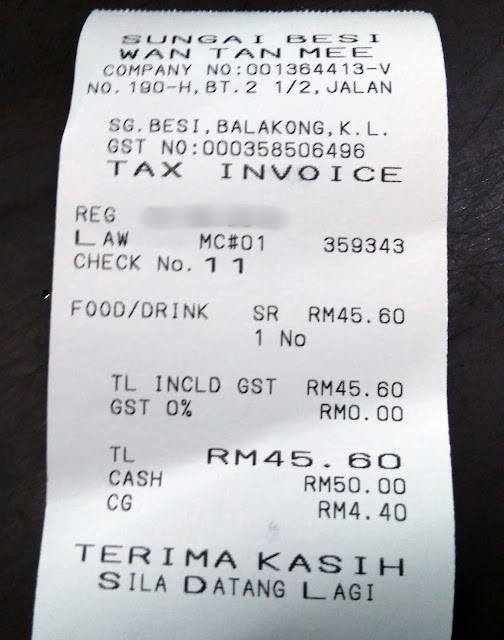 SUNGAI BESI
WAN TAN MEE
COMPANY NO:001364413-V
NO. 190-H, BT. 2 1/2, JALAN
SG. BESI, BALAKONG, K. L.
GST NO:000358506496
TAX INVOICE
REG
LAW MC#01 359343
CHECK No. 11
FOOD/DRINK SR RM45.60
1 No
TL INCLD GST RM45.60
GST 0% RM0.00
TL RM45.60
CASH RM50.00
CG RM4.40
TERIMA KASIH
SILA DATANG LAGI